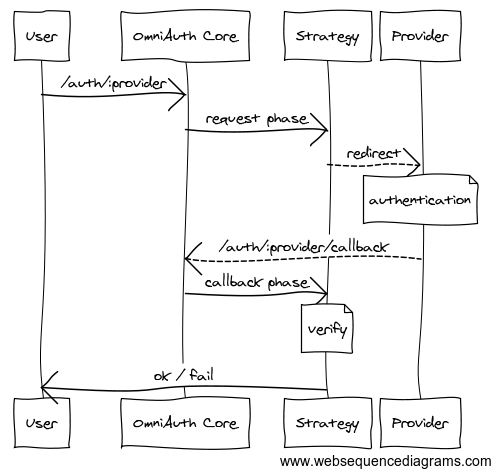 User
OmniAuth Core
Strategy
Provider
/auth/:provider
request phase
redirect
authentication
/auth/:provider/callback
callback phase
verify
ok / fail
User
OmniAuth Core
Strategy
Provider
www.websequencediagrams.com